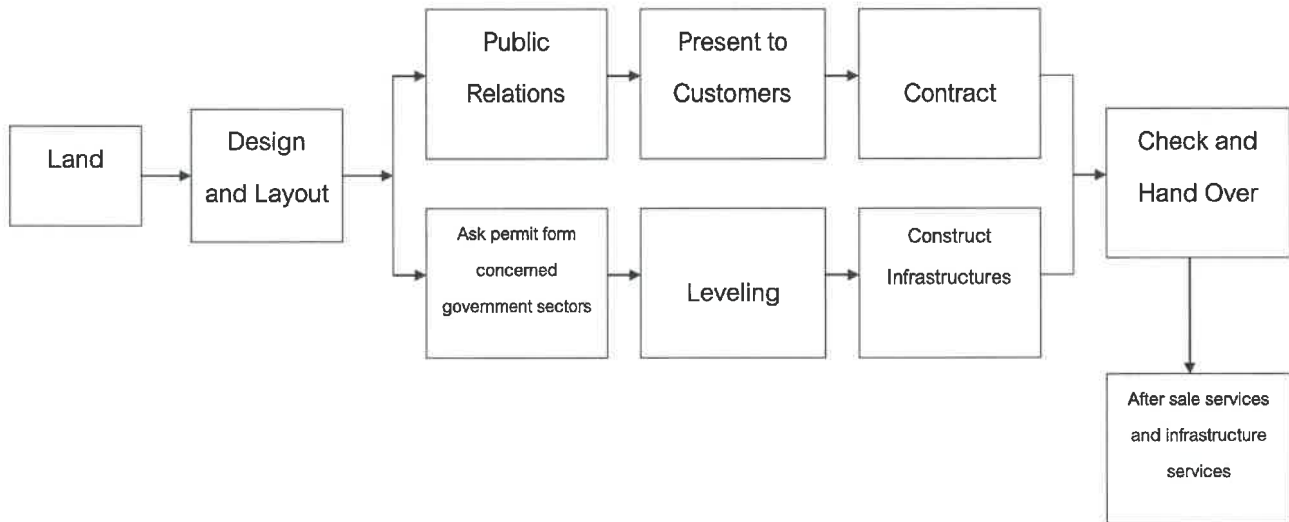 Land
Design
and Layout
Public
Relations
Present to
Customers
Contract
Ask permit form
concerned
government sectors
Leveling
Construct
Infrastructures
Check and
Hand Over
After sale services
and infrastructure
services